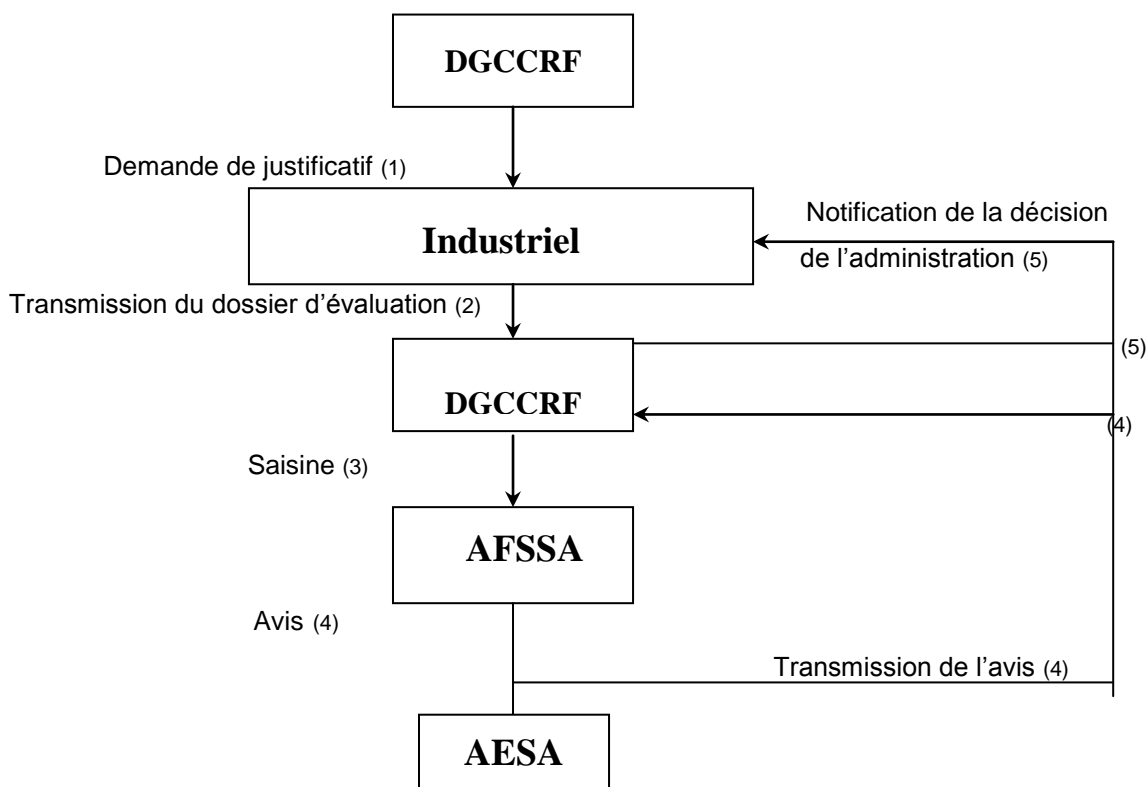 DGCCRF
Demande de justificatif (1)
Industriel
Notification de la décision
de l’administration (5)
Transmission du dossier d’évaluation (2)
(5)
DGCCRF
(4)
Saisine (3)
AFSSA
Avis (4)
Transmission de l’avis (4)
AESA